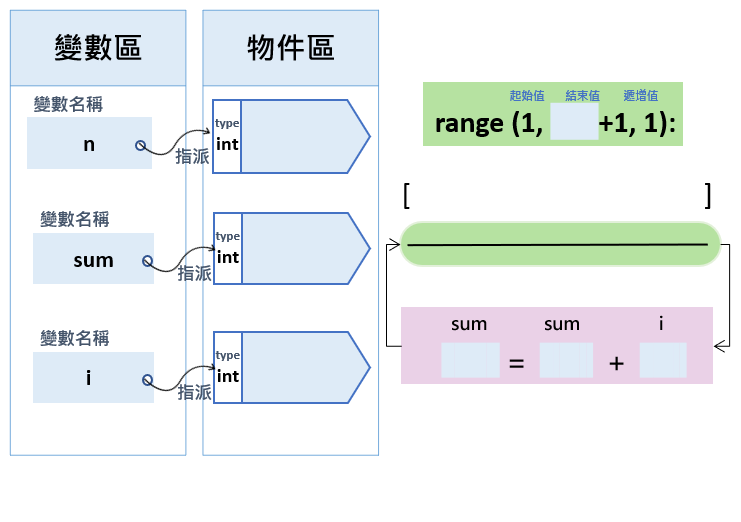 變數區
物件區
變數名稱
n
指派
type
int
變數名稱
sum
指派
type
int
變數名稱
i
指派
type
int
起始值 結束值 遞增值
range (1, +1, 1):
[ ]
sum sum i
= +